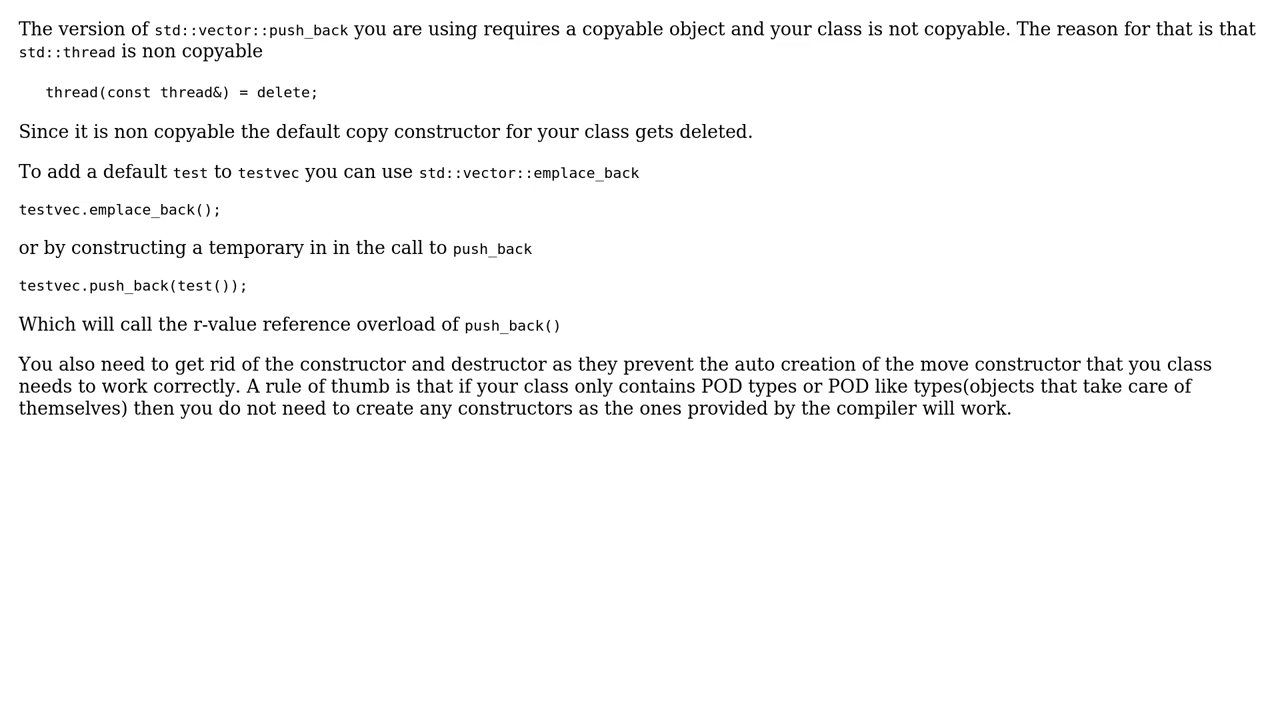 The version of std::vector::push_back you are using requires a copyable object and your class is not copyable. The reason for that is that
std::thread is non copyable
thread(const thread&) = delete;
Since it is non copyable the default copy constructor for your class gets deleted.
To add a default test to testvec you can use std::vector::emplace_back
testvec.emplace_back();
or by constructing a temporary in in the call to push_back
testvec.push_back(test());
Which will call the r-value reference overload of push_back()
You also need to get rid of the constructor and destructor as they prevent the auto creation of the move constructor that you class
needs to work correctly. A rule of thumb is that if your class only contains POD types or POD like types(objects that take care of
themselves) then you do not need to create any constructors as the ones provided by the compiler will work.